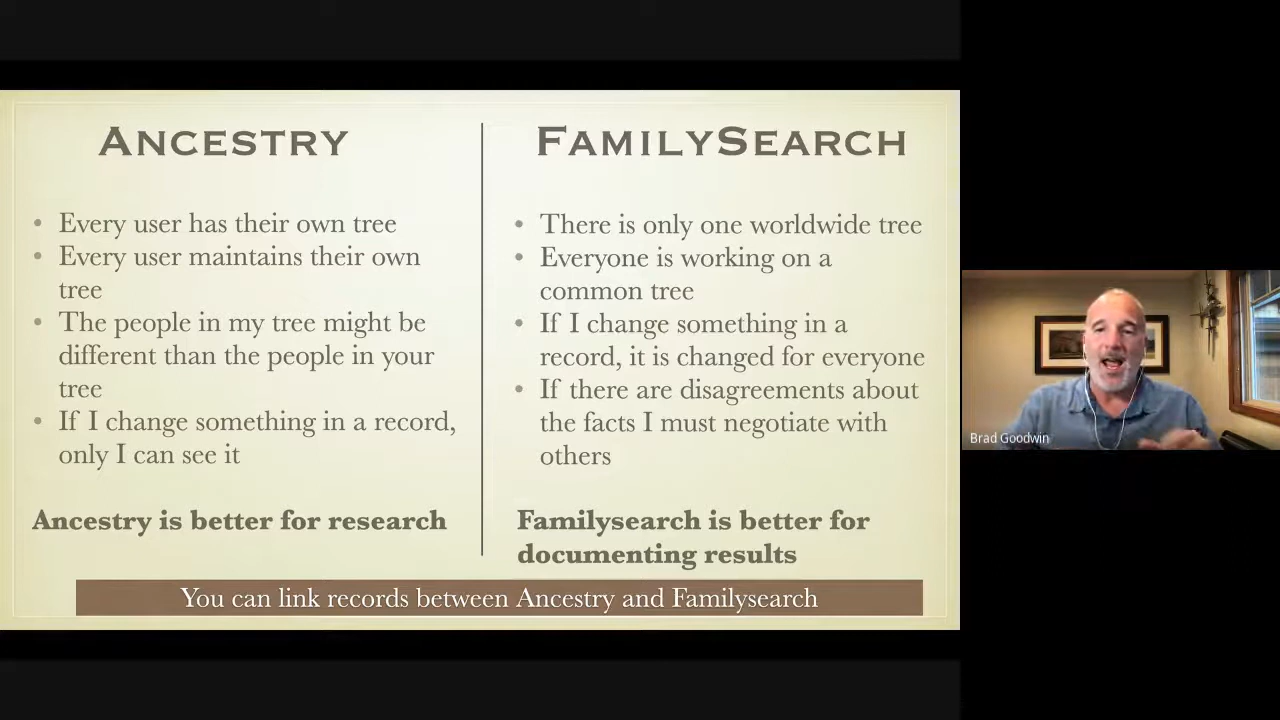 ANCESTRY
• Every user has their own tree
• Every user maintains their own
tree
• The people in my tree might be
different than the people in your
tree
• If I change something in a record,
only I can see it
Ancestry is better for research
FAMILYSEARCH
• There is only one worldwide tree
• Everyone is working on a
common tree
• If I change something in a
record, it is changed for everyone
• If there are disagreements about
the facts I must negotiate with
others
Familysearch is better for
documenting results
You can link records between Ancestry and Familysearch
Brad Goodwin